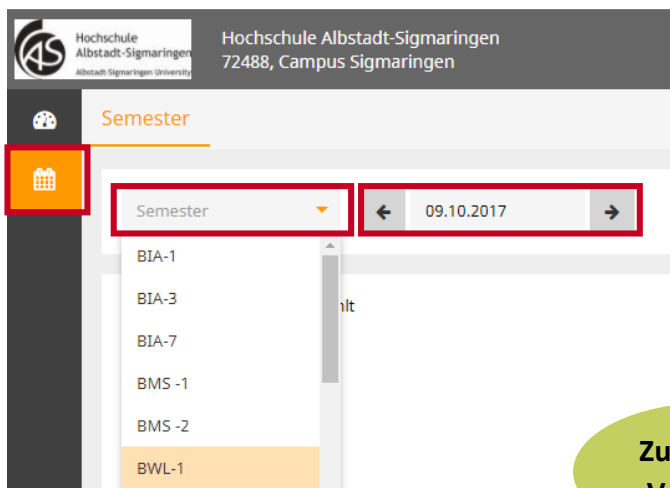 Hochschule
Albstadt-Sigmaringen
Albstadt-Sigmaringen University
Hochschule Albstadt-Sigmaringen
72488, Campus Sigmaringen
Semester
Semester
09.10.2017
BIA-1
BIA-3
BIA-7
BMS -1
BMS -2
BWL-1
Zu